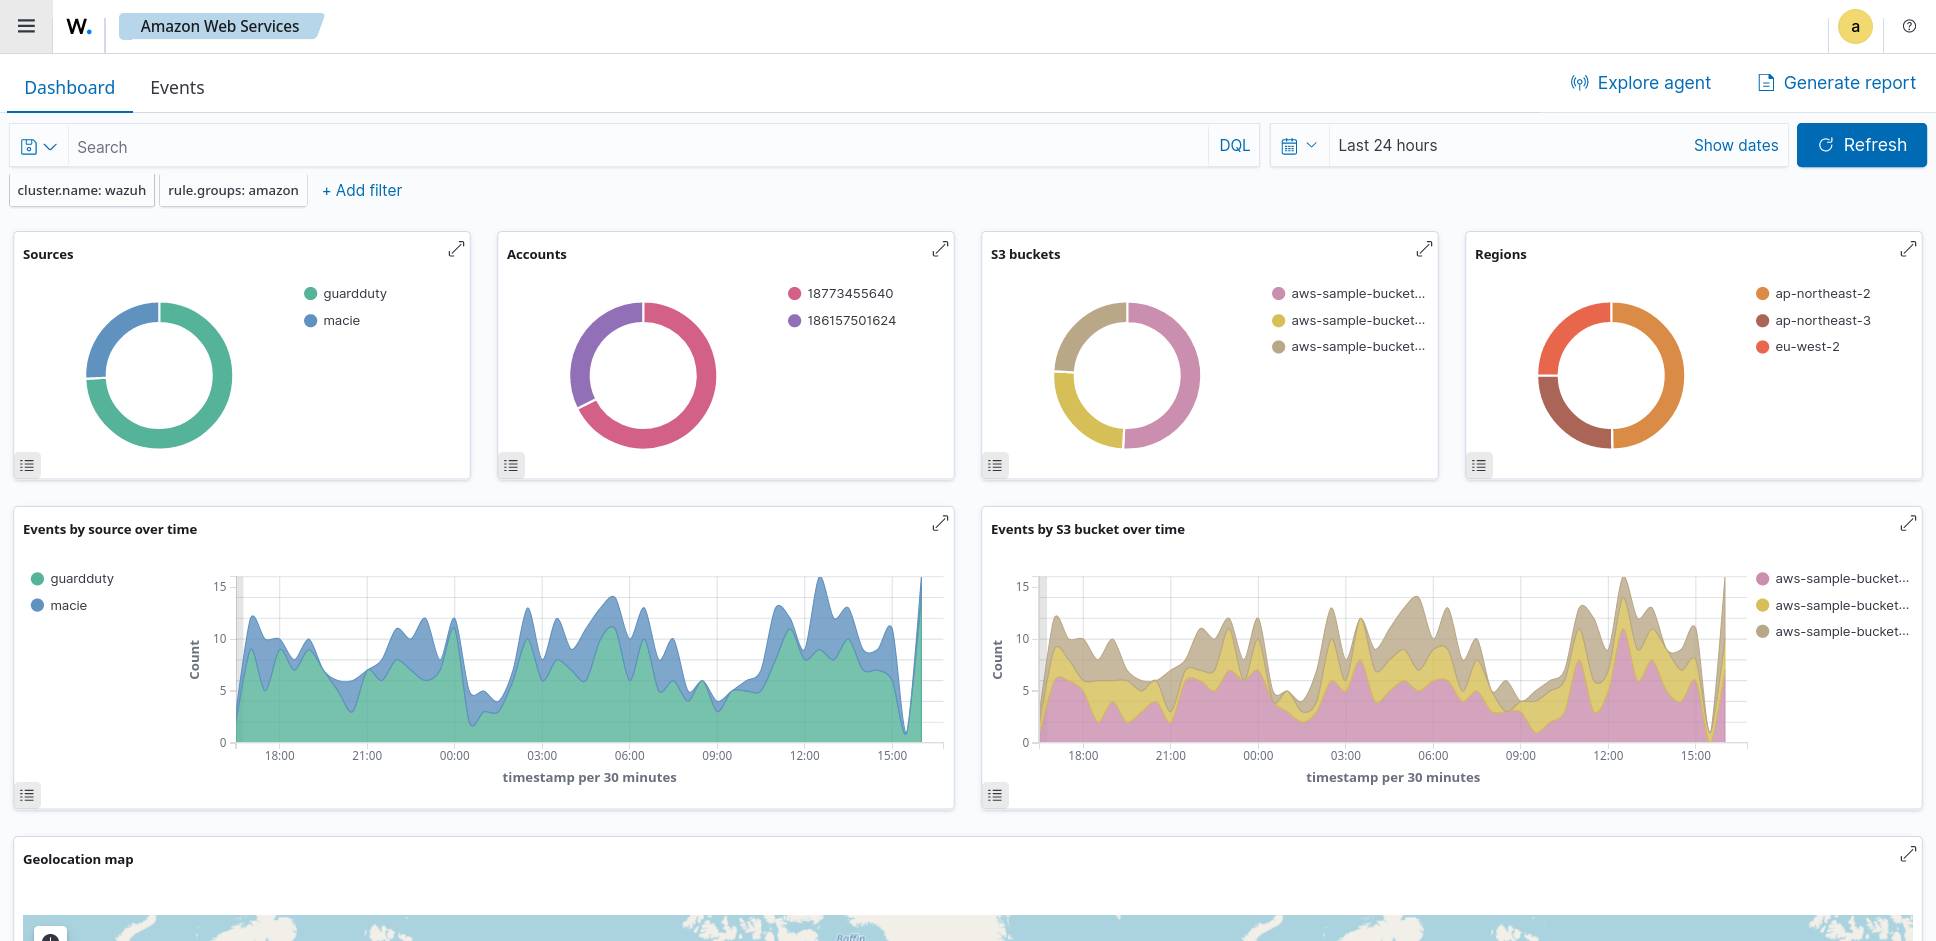 W. Amazon Web Services a
Dashboard Events Explore agent Generate report
Search DQL Last 24 hours Show dates Refresh
cluster.name: wazuh rule.groups: amazon + Add filter
Sources
guardduty
macie
Accounts
18773455640
186157501624
S3 buckets
aws-sample-bucket...
aws-sample-bucket...
aws-sample-bucket...
Regions
ap-northeast-2
ap-northeast-3
eu-west-2
Events by source over time
guardduty
macie
15
10
5
0
Count
18:00 21:00 00:00 03:00 06:00 09:00 12:00 15:00
timestamp per 30 minutes
Events by S3 bucket over time
15
10
5
0
Count
18:00 21:00 00:00 03:00 06:00 09:00 12:00 15:00
timestamp per 30 minutes
aws-sample-bucket...
aws-sample-bucket...
aws-sample-bucket...
Geolocation map
Baffin